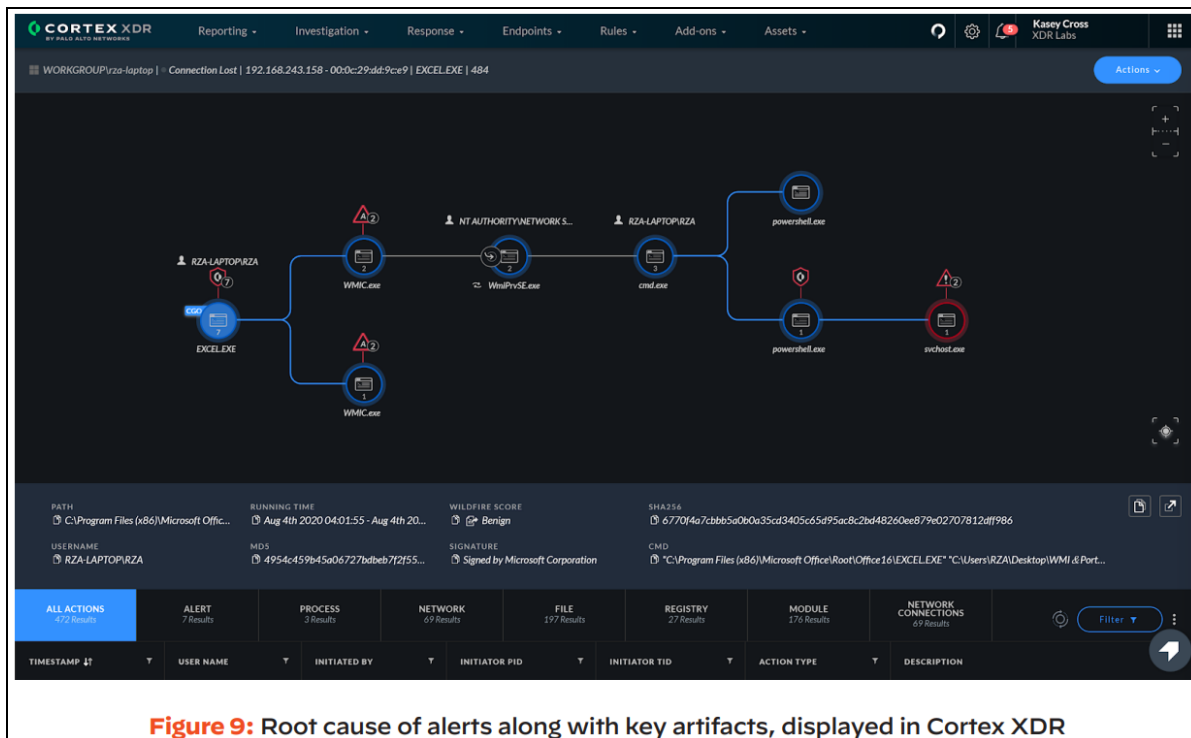 CORTEX XDR
BY PALO ALTO NETWORKS
Reporting
Investigation
Response
Endpoints
Rules
Add-ons
Assets
5
Kasey Cross
XDR Labs
WORKGROUP\rza-laptop | Connection Lost | 192.168.243.158 - 00:0c:29:dd:9c:e9 | EXCEL.EXE | 484
Actions
RZA-LAPTOP\RZA
7
CGO
7
EXCEL.EXE
A 2
2
WMIC.exe
A 2
1
WMIC.exe
NT AUTHORITY\NETWORK S...
2
WmiPrvSE.exe
RZA-LAPTOP\RZA
3
cmd.exe
powershell.exe
1
powershell.exe
2
1
svchost.exe
PATH
C:\Program Files (x86)\Microsoft Offic...
RUNNING TIME
Aug 4th 2020 04:01:55 - Aug 4th 20...
WILDFIRE SCORE
Benign
SHA256
6770f4a7cbbb5a0b0a35cd3405c65d95ac8c2bd48260ee879e02707812dff986
USERNAME
RZA-LAPTOP\RZA
MD5
4954c459b45a06727bdbeb7f2f55...
SIGNATURE
Signed by Microsoft Corporation
CMD
"C:\Program Files (x86)\Microsoft Office\Root\Office16\EXCEL.EXE" "C:\Users\RZA\Desktop\WMI & Port...
ALL ACTIONS
472 Results
ALERT
7 Results
PROCESS
3 Results
NETWORK
69 Results
FILE
197 Results
REGISTRY
27 Results
MODULE
176 Results
NETWORK CONNECTIONS
69 Results
Filter
TIMESTAMP
USER NAME
INITIATED BY
INITIATOR PID
INITIATOR TID
ACTION TYPE
DESCRIPTION
Figure 9: Root cause of alerts along with key artifacts, displayed in Cortex XDR